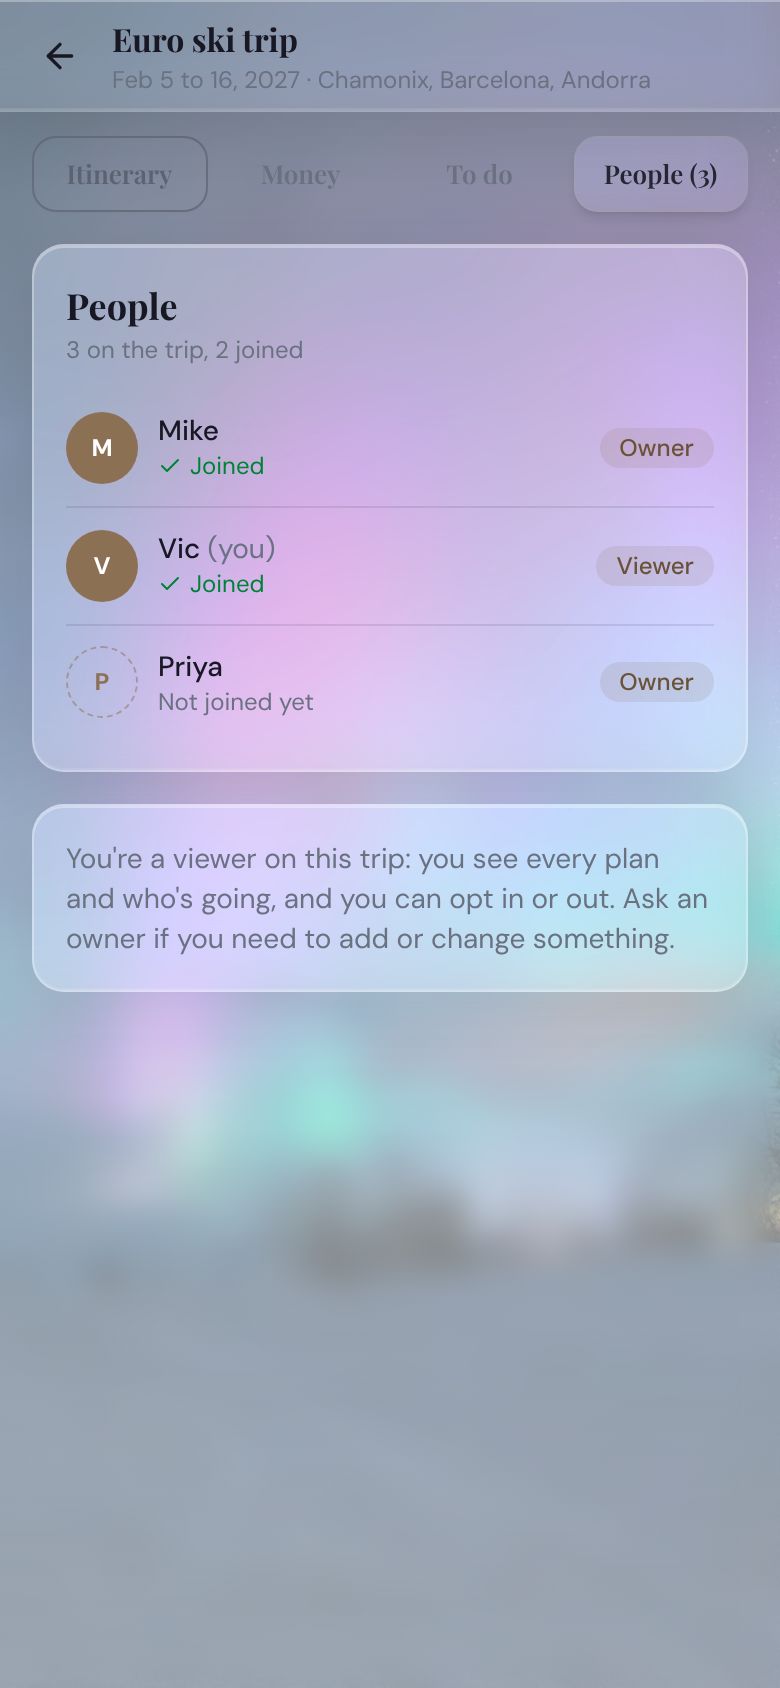 Euro ski trip
Feb 5 to 16, 2027 · Chamonix, Barcelona, Andorra
Itinerary
Money
To do
People (3)
People
3 on the trip, 2 joined
M
Mike
Joined
Owner
V
Vic (you)
Joined
Viewer
P
Priya
Not joined yet
Owner
You're a viewer on this trip: you see every plan
and who's going, and you can opt in or out. Ask an
owner if you need to add or change something.